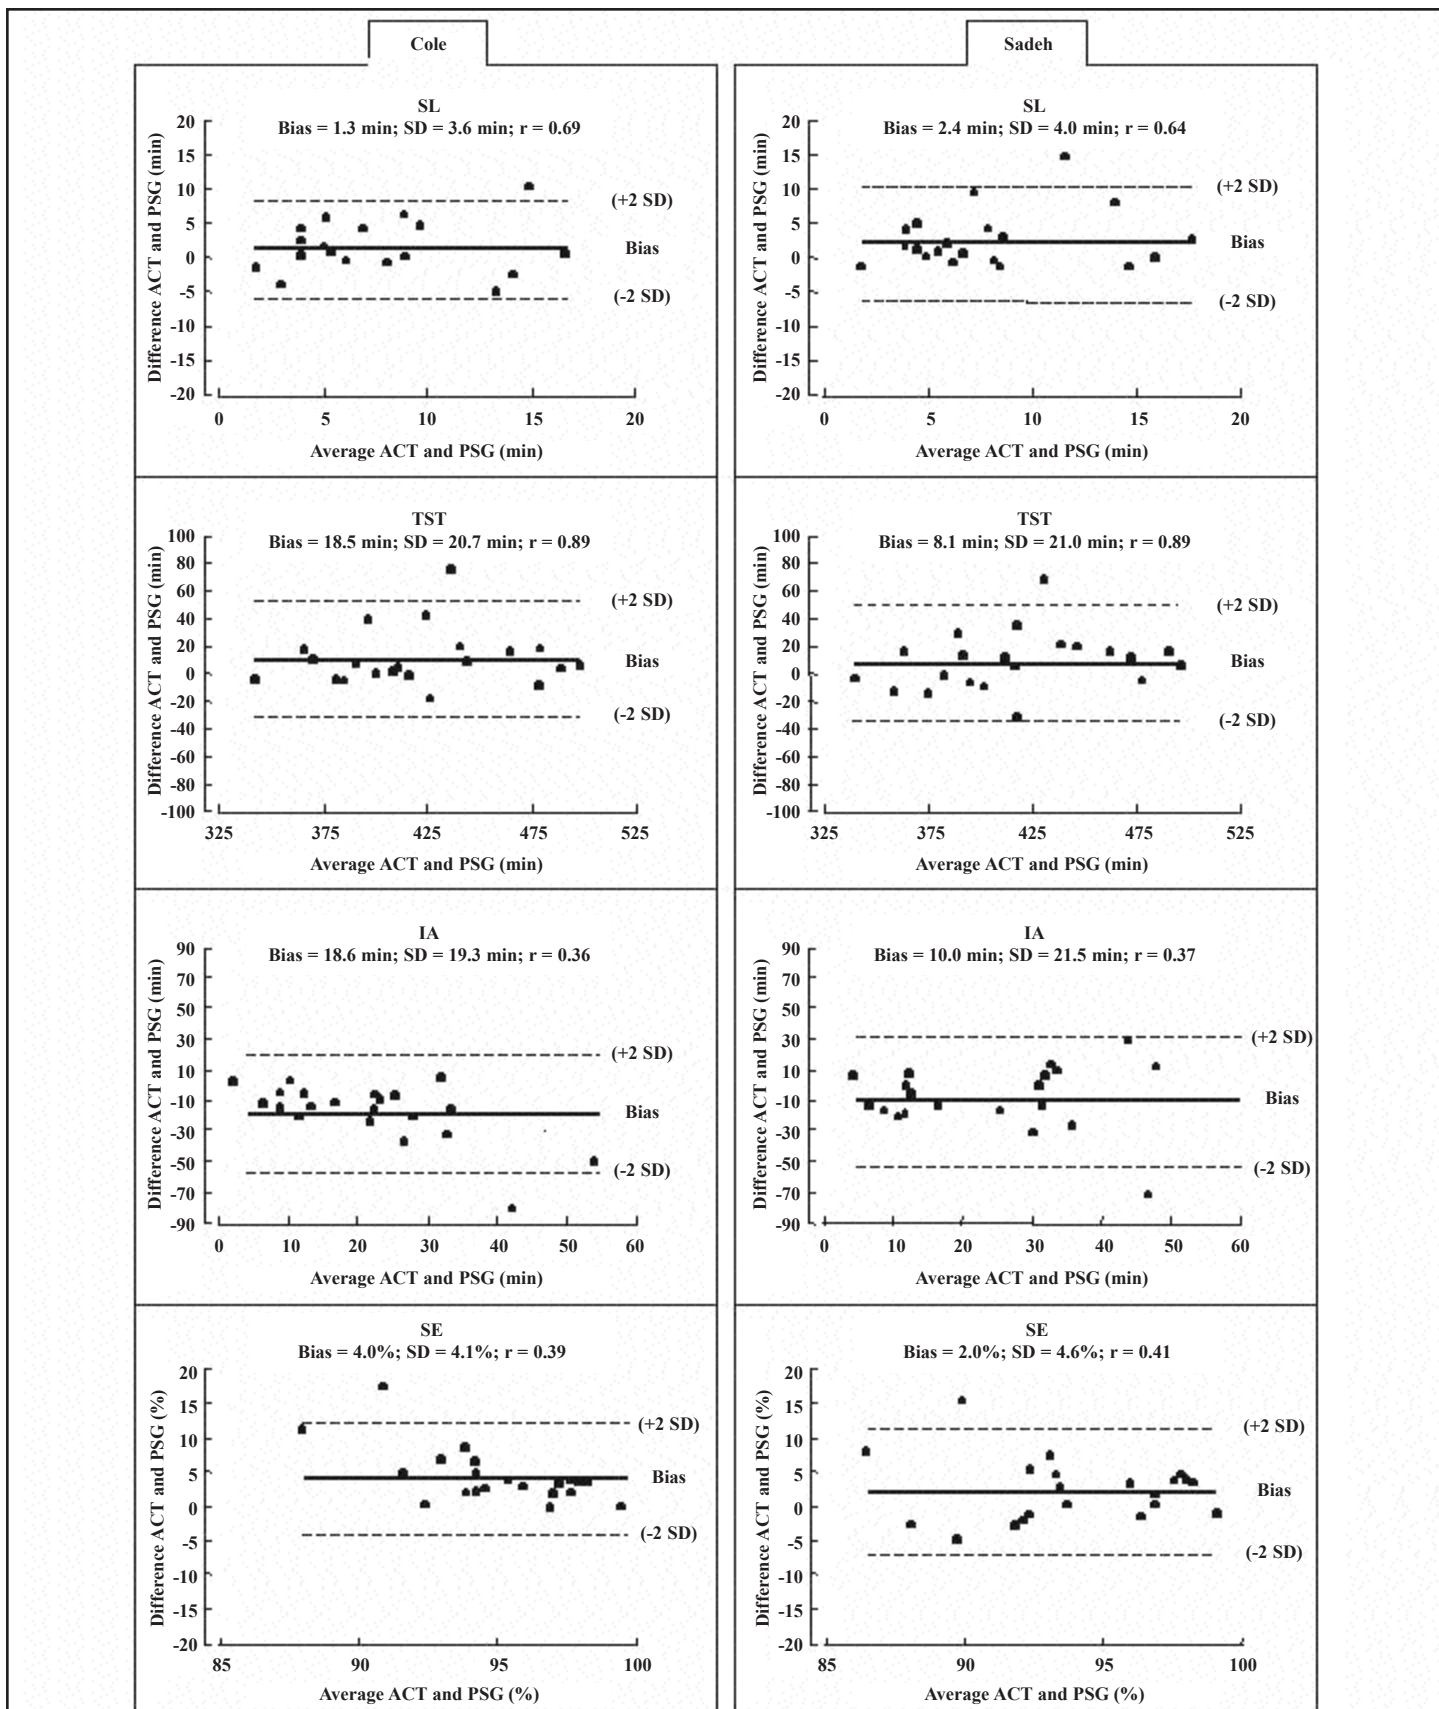 Cole
SL
Bias = 1.3 min; SD = 3.6 min; r = 0.69
Difference ACT and PSG (min)
20
15
10
5
0
-5
-10
-15
-20
(+2 SD)
Bias
(-2 SD)
0 5 10 15 20
Average ACT and PSG (min)
TST
Bias = 18.5 min; SD = 20.7 min; r = 0.89
Difference ACT and PSG (min)
100
80
60
40
20
0
-20
-40
-60
-80
-100
(+2 SD)
Bias
(-2 SD)
325 375 425 475 525
Average ACT and PSG (min)
IA
Bias = 18.6 min; SD = 19.3 min; r = 0.36
Difference ACT and PSG (min)
90
70
50
30
10
-10
-30
-50
-70
-90
(+2 SD)
Bias
(-2 SD)
0 10 20 30 40 50 60
Average ACT and PSG (min)
SE
Bias = 4.0%; SD = 4.1%; r = 0.39
Difference ACT and PSG (%)
20
15
10
5
0
-5
-10
-15
-20
(+2 SD)
Bias
(-2 SD)
85 90 95 100
Average ACT and PSG (%)
Sadeh
SL
Bias = 2.4 min; SD = 4.0 min; r = 0.64
Difference ACT and PSG (min)
20
15
10
5
0
-5
-10
-15
-20
(+2 SD)
Bias
(-2 SD)
0 5 10 15 20
Average ACT and PSG (min)
TST
Bias = 8.1 min; SD = 21.0 min; r = 0.89
Difference ACT and PSG (min)
100
80
60
40
20
0
-20
-40
-60
-80
-100
(+2 SD)
Bias
(-2 SD)
325 375 425 475 525
Average ACT and PSG (min)
IA
Bias = 10.0 min; SD = 21.5 min; r = 0.37
Difference ACT and PSG (min)
90
70
50
30
10
-10
-30
-50
-70
-90
(+2 SD)
Bias
(-2 SD)
0 10 20 30 40 50 60
Average ACT and PSG (min)
SE
Bias = 2.0%; SD = 4.6%; r = 0.41
Difference ACT and PSG (%)
20
15
10
5
0
-5
-10
-15
-20
(+2 SD)
Bias
(-2 SD)
85 90 95 100
Average ACT and PSG (%)